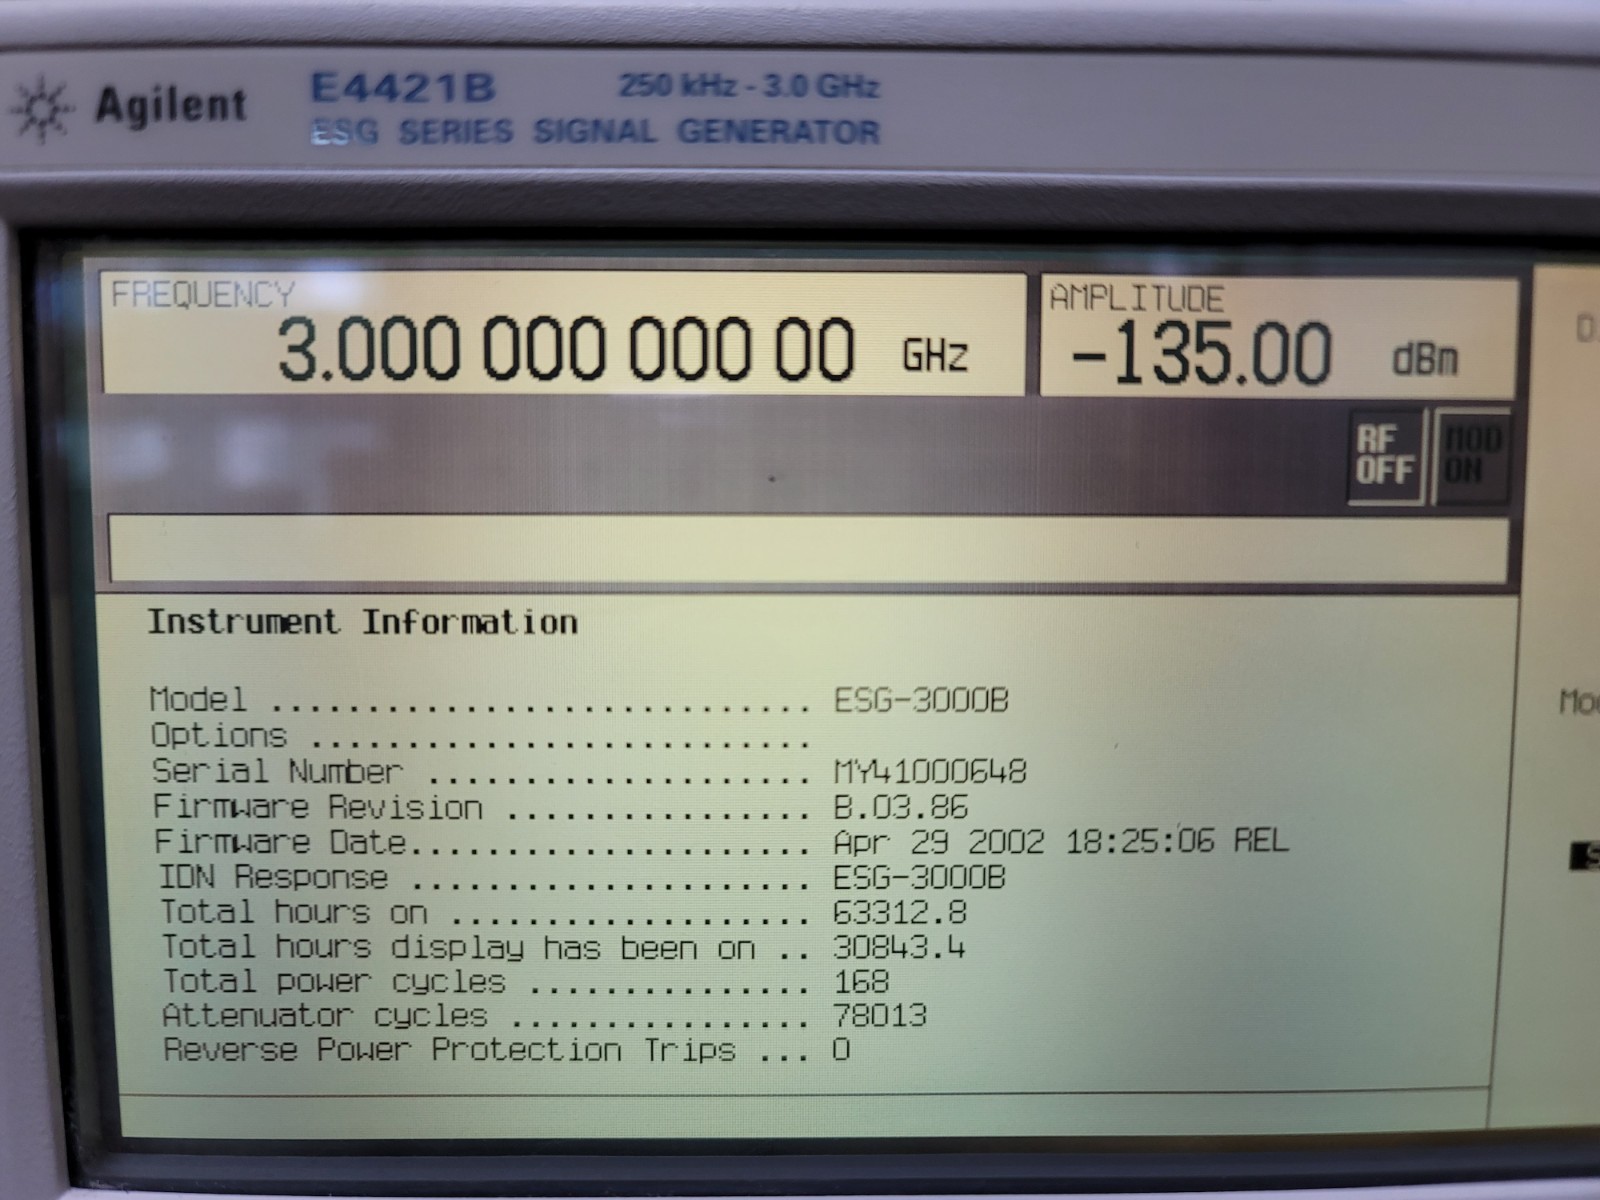 Agilent E4421B 250 kHz - 3.0 GHz
ESG SERIES SIGNAL GENERATOR
FREQUENCY
3.000 000 000 00 GHz
AMPLITUDE
-135.00 dBm
RF
OFF
MOD
ON
Instrument Information
Model ............................ ESG-3000B
Options ..........................
Serial Number .................... MY41000648
Firmware Revision ................ B.03.86
Firmware Date..................... Apr 29 2002 18:25:06 REL
IDN Response ..................... ESG-3000B
Total hours on ................... 63312.8
Total hours display has been on .. 30843.4
Total power cycles ............... 168
Attenuator cycles ................ 78013
Reverse Power Protection Trips ... 0